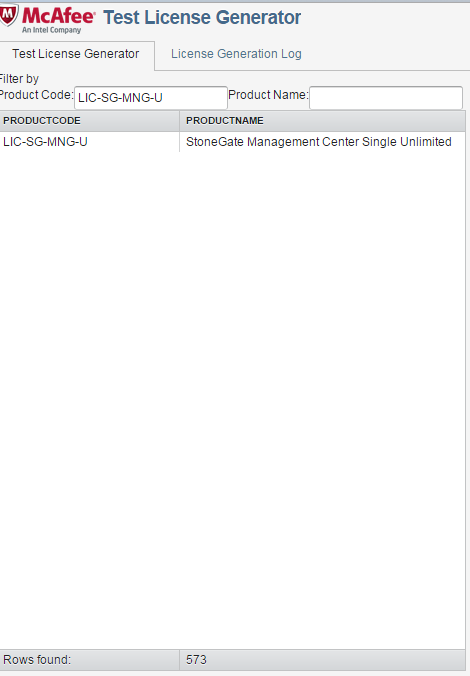 McAfee Test License Generator
An Intel Company
Test License Generator License Generation Log
Filter by
Product Code: LIC-SG-MNG-U Product Name:
PRODUCTCODE PRODUCTNAME
LIC-SG-MNG-U StoneGate Management Center Single Unlimited
Rows found: 573